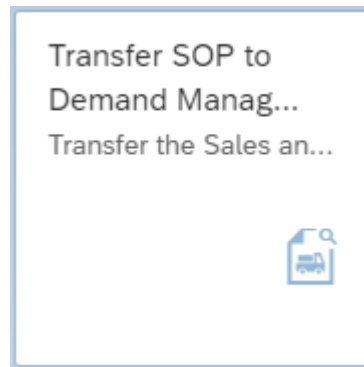 Transfer SOP to
Demand Manag...
Transfer the Sales an...